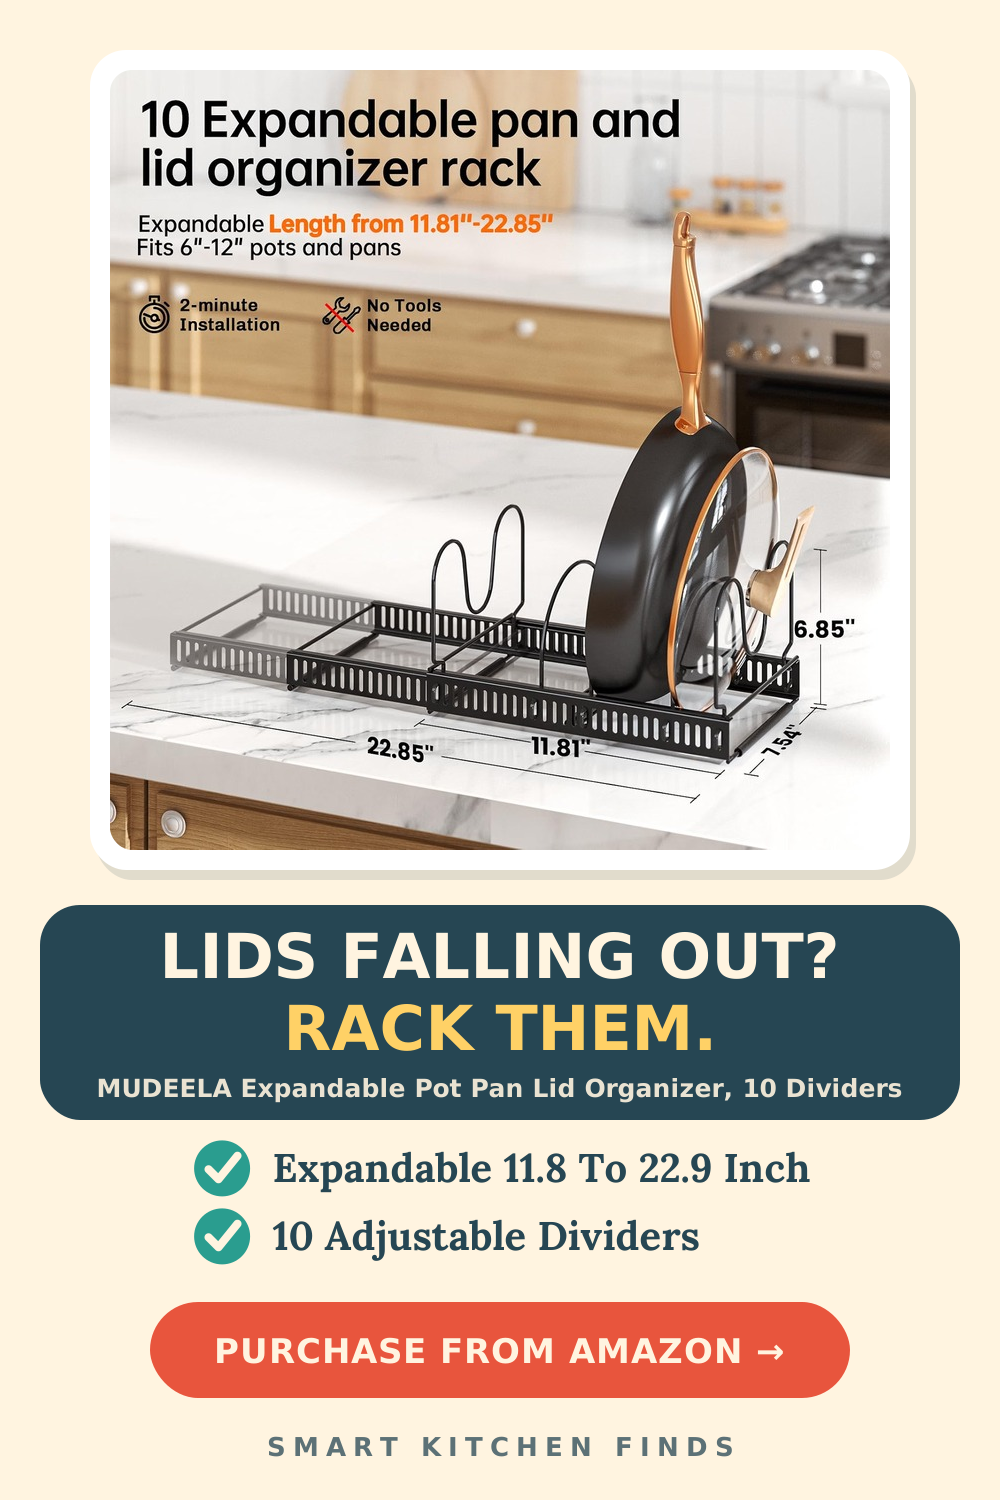 10 Expandable pan and
lid organizer rack
Expandable Length from 11.81"-22.85"
Fits 6"-12" pots and pans
2-minute
Installation
No Tools
Needed
6.85"
22.85"
11.81"
7.54"
LIDS FALLING OUT?
RACK THEM.
MUDEELA Expandable Pot Pan Lid Organizer, 10 Dividers
Expandable 11.8 To 22.9 Inch
10 Adjustable Dividers
PURCHASE FROM AMAZON →
SMART KITCHEN FINDS